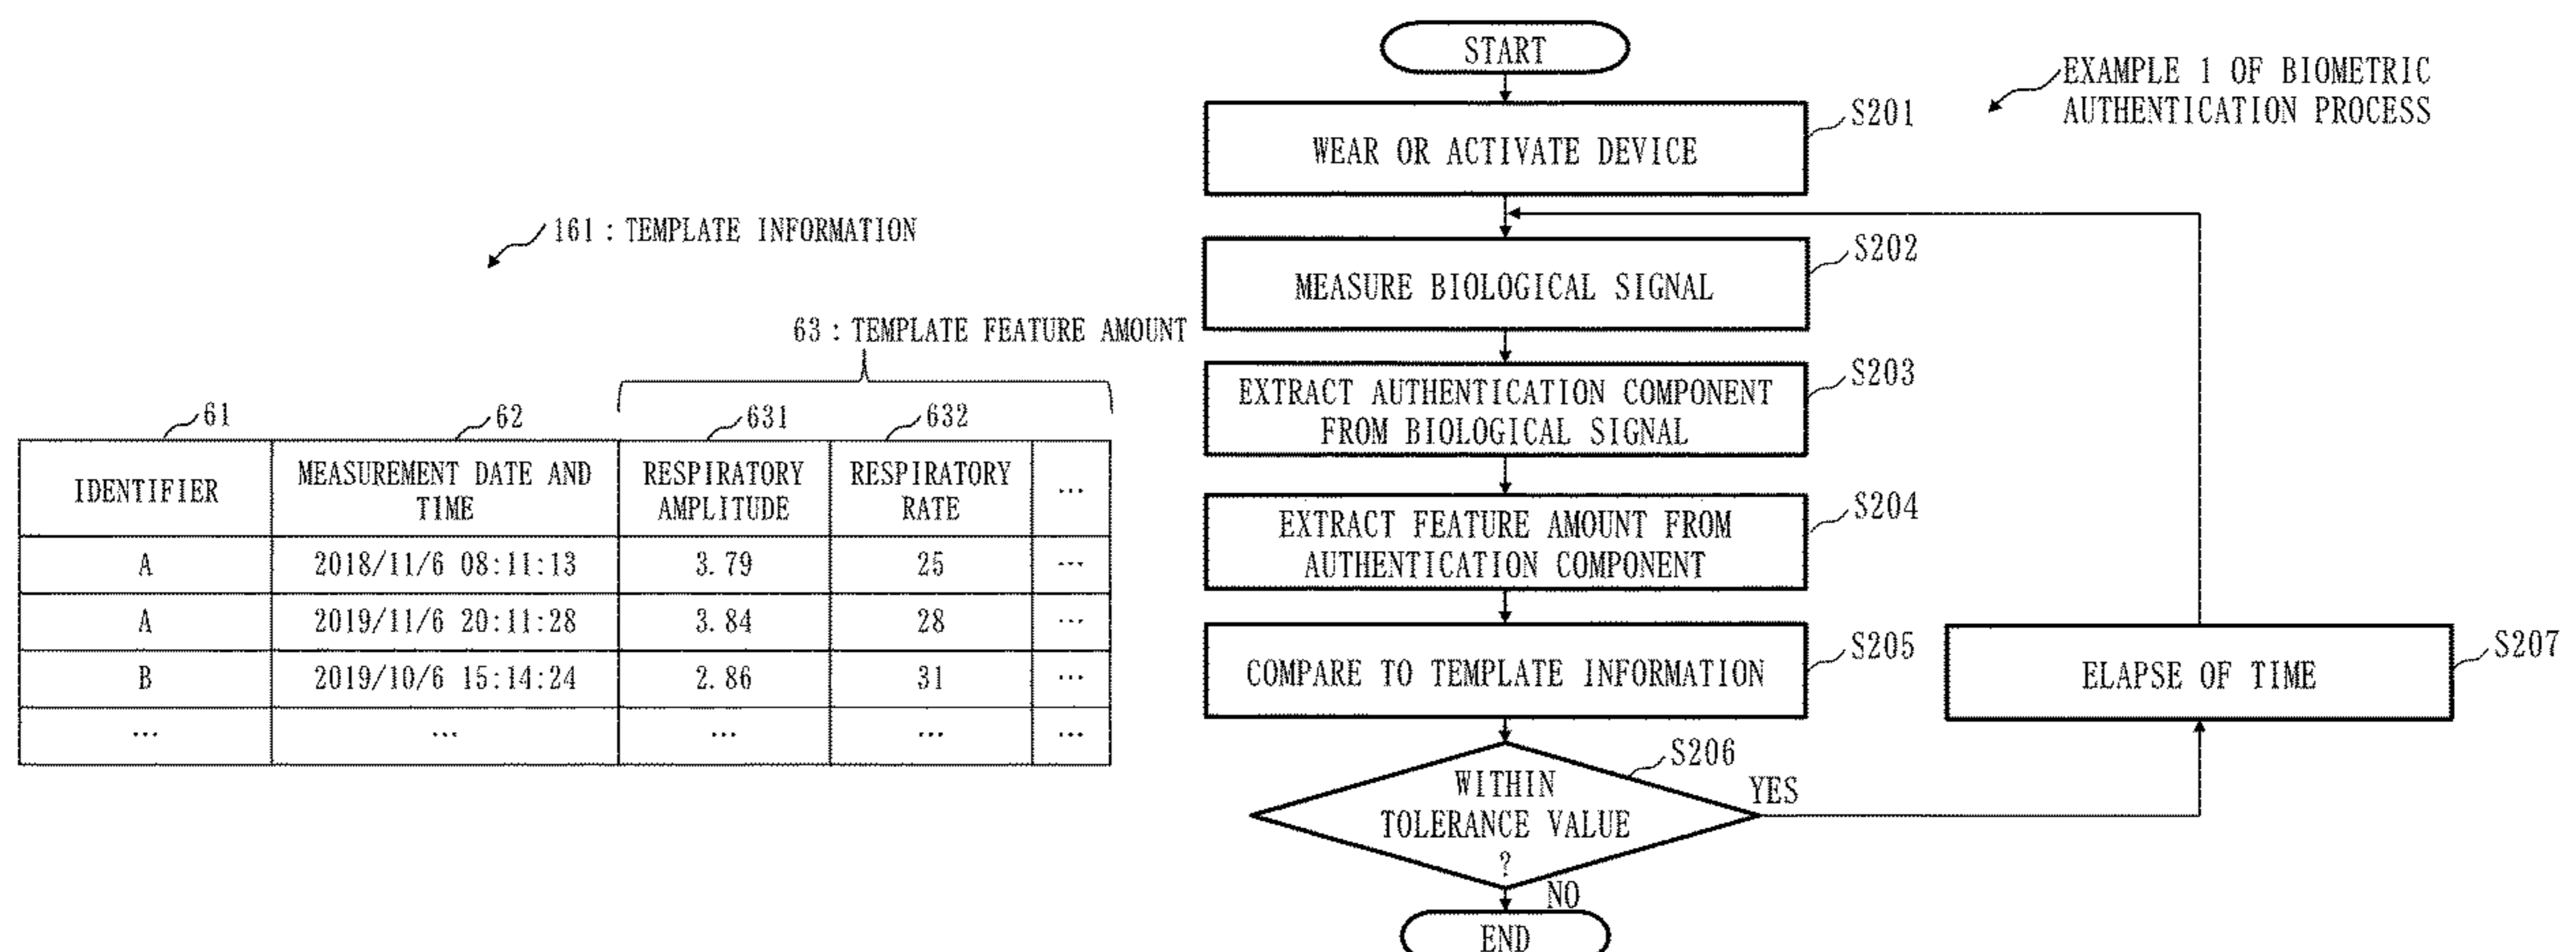 161：TEMPLATE INFORMATION
63：TEMPLATE FEATURE AMOUNT
61
62
631
632
IDENTIFIER
MEASUREMENT DATE AND
TIME
RESPIRATORY
AMPLITUDE
RESPIRATORY
RATE
...
A
2018/11/6 08:11:13
3.79
25
...
A
2019/11/6 20:11:28
3.84
28
...
B
2019/10/6 15:14:24
2.86
31
...
...
...
...
...
...
EXAMPLE 1 OF BIOMETRIC
AUTHENTICATION PROCESS
START
S201
WEAR OR ACTIVATE DEVICE
S202
MEASURE BIOLOGICAL SIGNAL
S203
EXTRACT AUTHENTICATION COMPONENT
FROM BIOLOGICAL SIGNAL
S204
EXTRACT FEATURE AMOUNT FROM
AUTHENTICATION COMPONENT
S205
COMPARE TO TEMPLATE INFORMATION
S206
WITHIN
TOLERANCE VALUE
?
YES
NO
S207
ELAPSE OF TIME
END